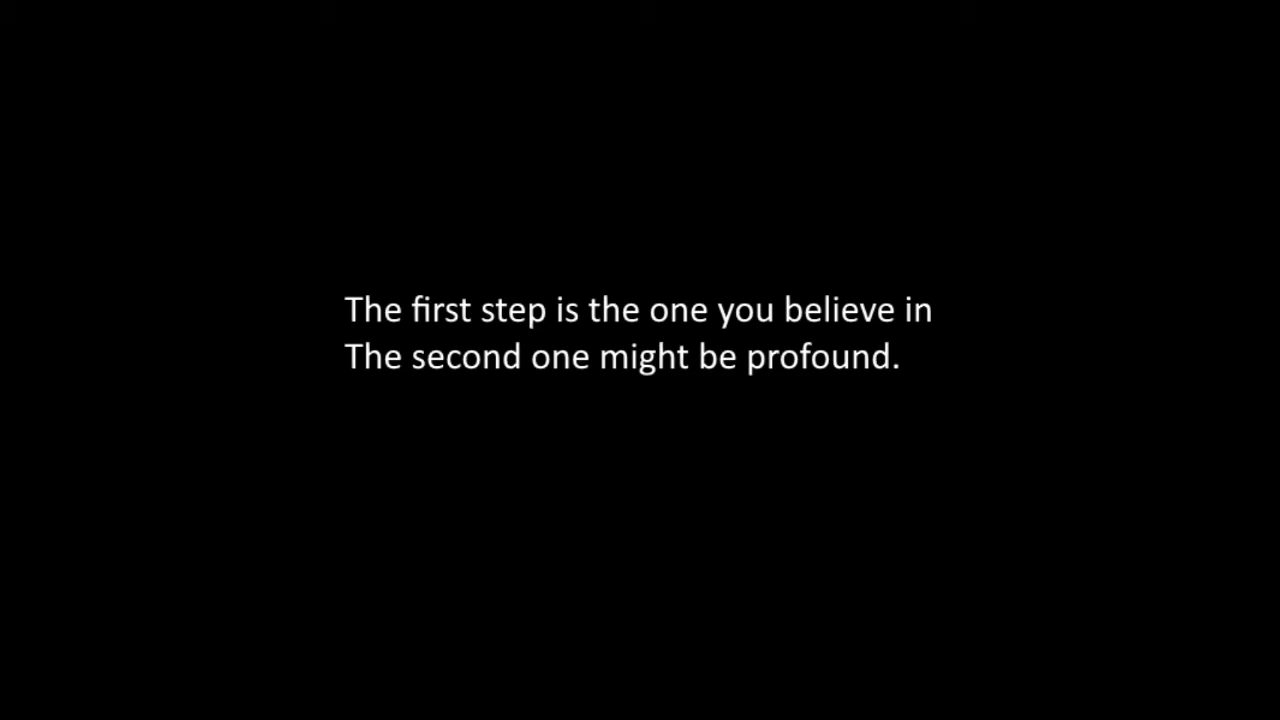 The first step is the one you believe in
The second one might be profound.